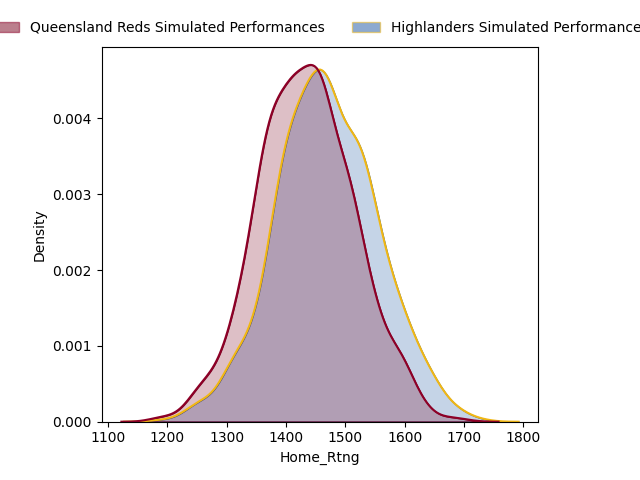 Queensland Reds Simulated Performances
Highlanders Simulated Performance
0.004
0.003
0.002
0.001
0.000
Density
1100 1200 1300 1400 1500 1600 1700 1800
Home_Rtng